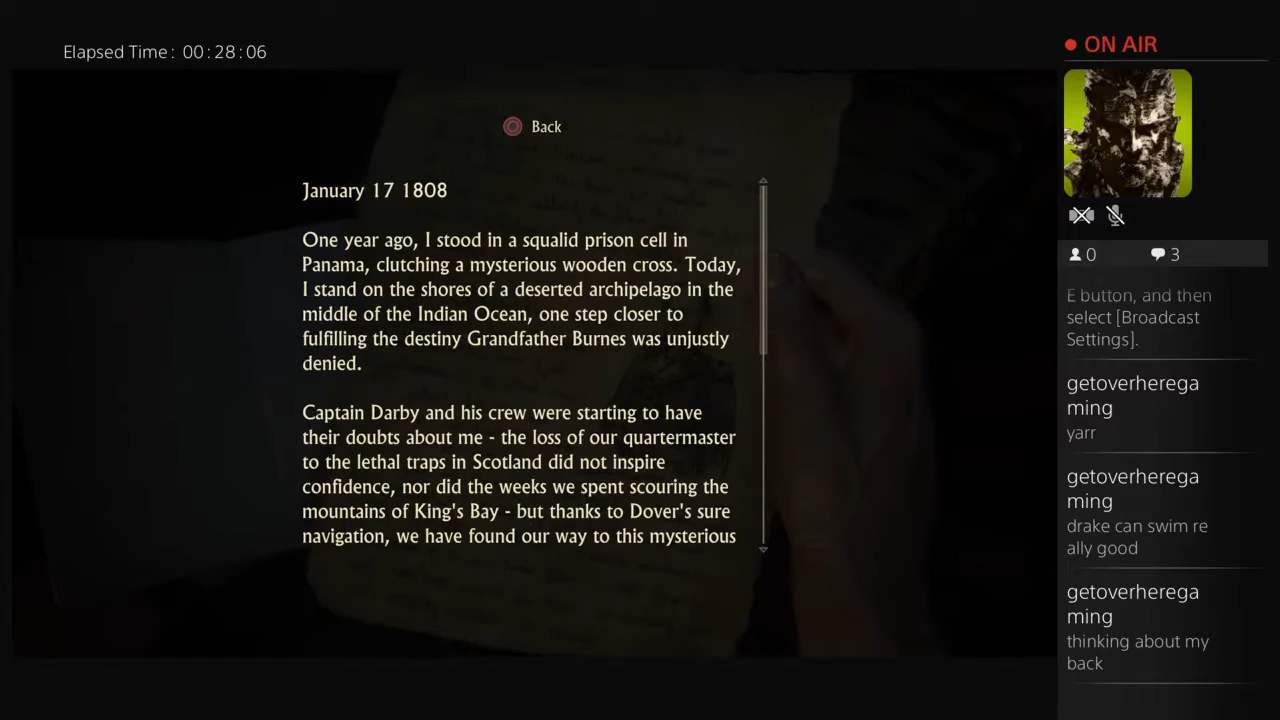 Elapsed Time: 00:28:06
ON AIR
Back
January 17 1808
One year ago, I stood in a squalid prison cell in
Panama, clutching a mysterious wooden cross. Today,
I stand on the shores of a deserted archipelago in the
middle of the Indian Ocean, one step closer to
fulfilling the destiny Grandfather Burnes was unjustly
denied.
Captain Darby and his crew were starting to have
their doubts about me - the loss of our quartermaster
to the lethal traps in Scotland did not inspire
confidence, nor did the weeks we spent scouring the
mountains of King's Bay - but thanks to Dover's sure
navigation, we have found our way to this mysterious
0
3
E button, and then
select [Broadcast
Settings].
getoverherega
ming
yarr
getoverherega
ming
drake can swim re
ally good
getoverherega
ming
thinking about my
back